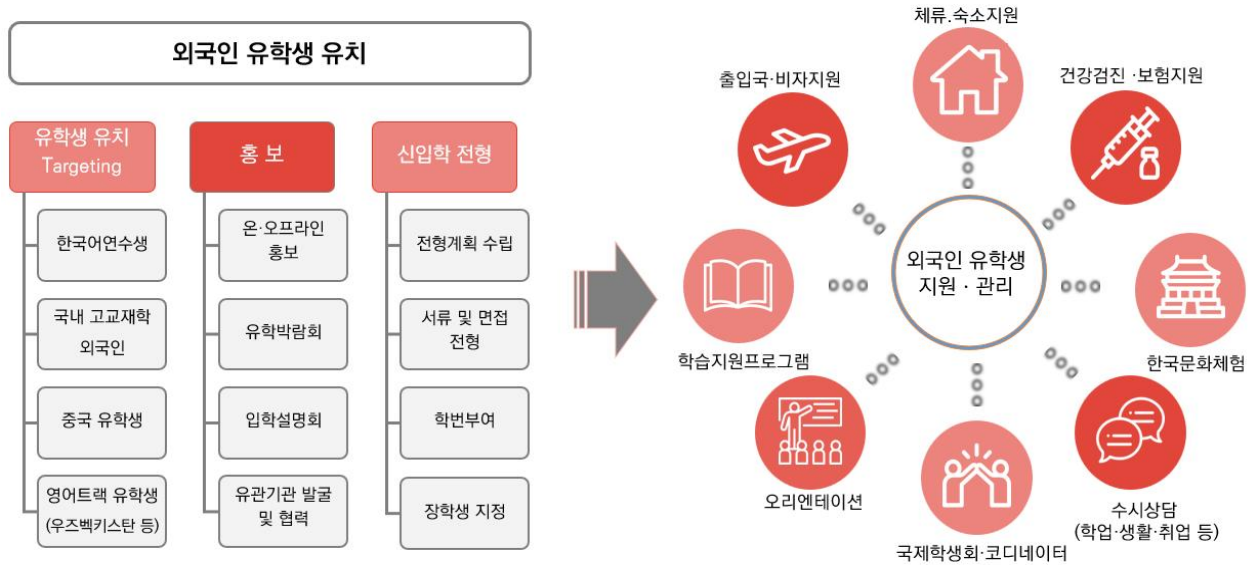 외국인 유학생 유치
유학생 유치
Targeting
한국어연수생
국내 고교재학
외국인
중국 유학생
영어트랙 유학생
(우즈벡키스탄 등)
홍 보
온·오프라인
홍보
유학박람회
입학설명회
유관기관 발굴
및 협력
신입학 전형
전형계획 수립
서류 및 면접
전형
학번부여
장학생 지정
외국인 유학생
지원 · 관리
체류.숙소지원
건강검진 ·보험지원
한국문화체험
수시상담
(학업·생활·취업 등)
국제학생회·코디네이터
오리엔테이션
학습지원프로그램
출입국·비자지원